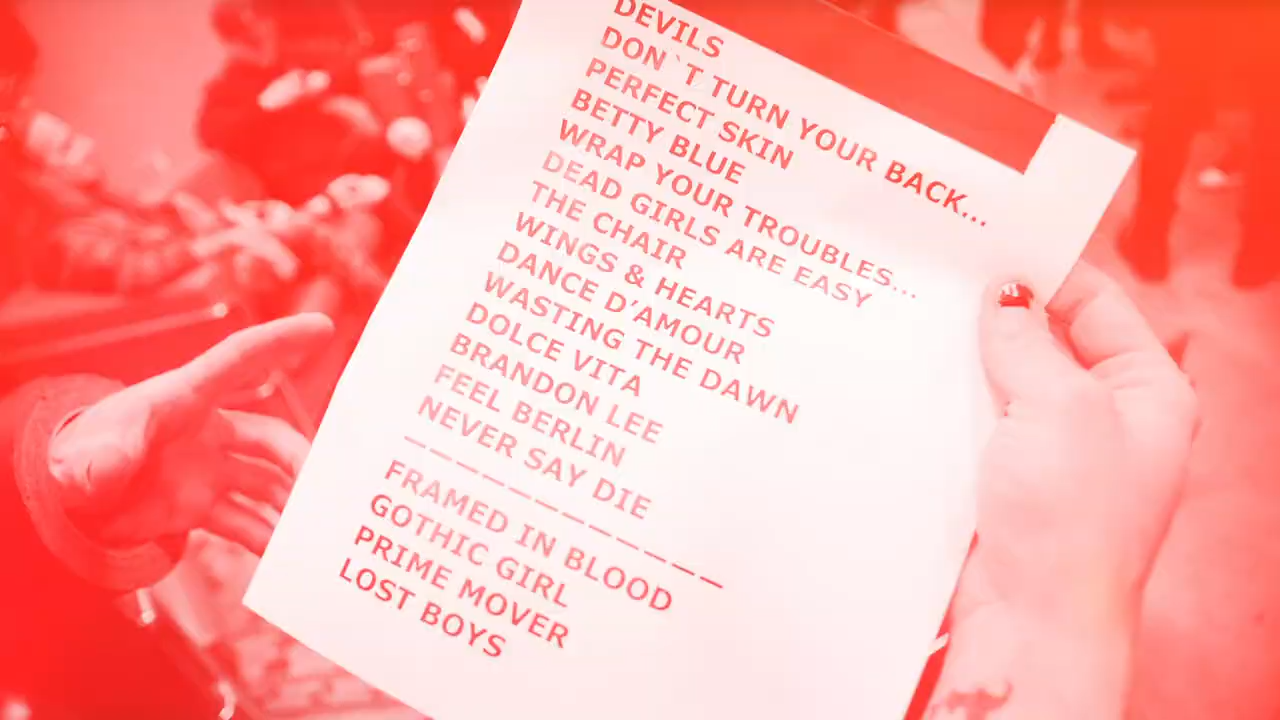 DEVILS
DON`T TURN YOUR BACK...
PERFECT SKIN
BETTY BLUE
WRAP YOUR TROUBLES...
DEAD GIRLS ARE EASY
THE CHAIR
WINGS & HEARTS
DANCE D'AMOUR
WASTING THE DAWN
DOLCE VITA
BRANDON LEE
FEEL BERLIN
NEVER SAY DIE
— — — — — — — — — — — — —
FRAMED IN BLOOD
GOTHIC GIRL
PRIME MOVER
LOST BOYS